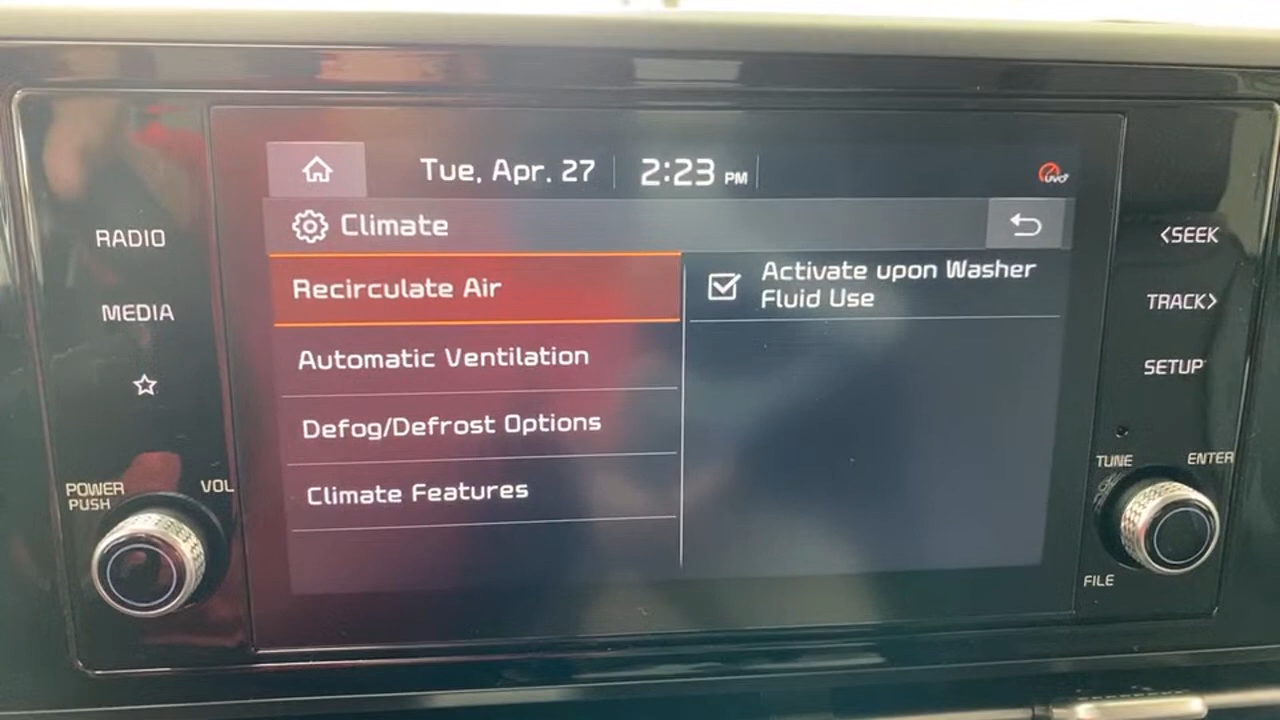 Tue, Apr. 27 2:23 PM
UVO
Climate
Recirculate Air
Automatic Ventilation
Defog/Defrost Options
Climate Features
Activate upon Washer
Fluid Use
RADIO
MEDIA
POWER
PUSH
VOL
<SEEK
TRACK>
SETUP
TUNE
ENTER
FILE